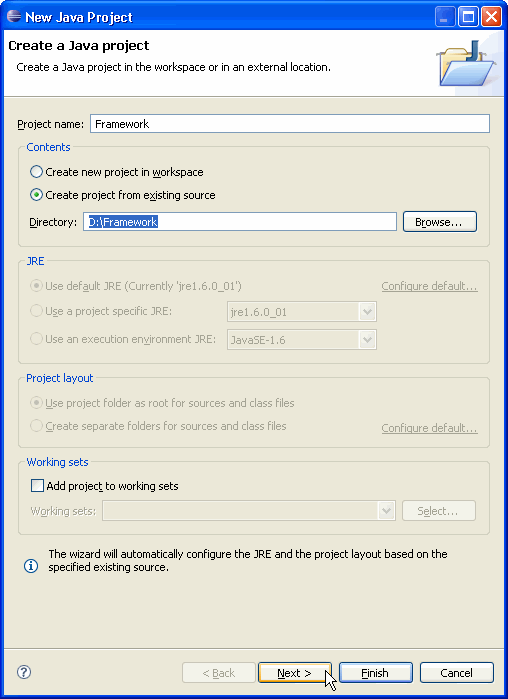 New Java Project
Create a Java project
Create a Java project in the workspace or in an external location.
Project name: Framework
Contents
Create new project in workspace
Create project from existing source
Directory: D:\Framework Browse...
JRE
Use default JRE (Currently 'jre1.6.0_01') Configure default...
Use a project specific JRE: jre1.6.0_01
Use an execution environment JRE: JavaSE-1.6
Project layout
Use project folder as root for sources and class files
Create separate folders for sources and class files Configure default...
Working sets
Add project to working sets
Working sets: Select...
The wizard will automatically configure the JRE and the project layout based on the
specified existing source.
? < Back Next > Finish Cancel